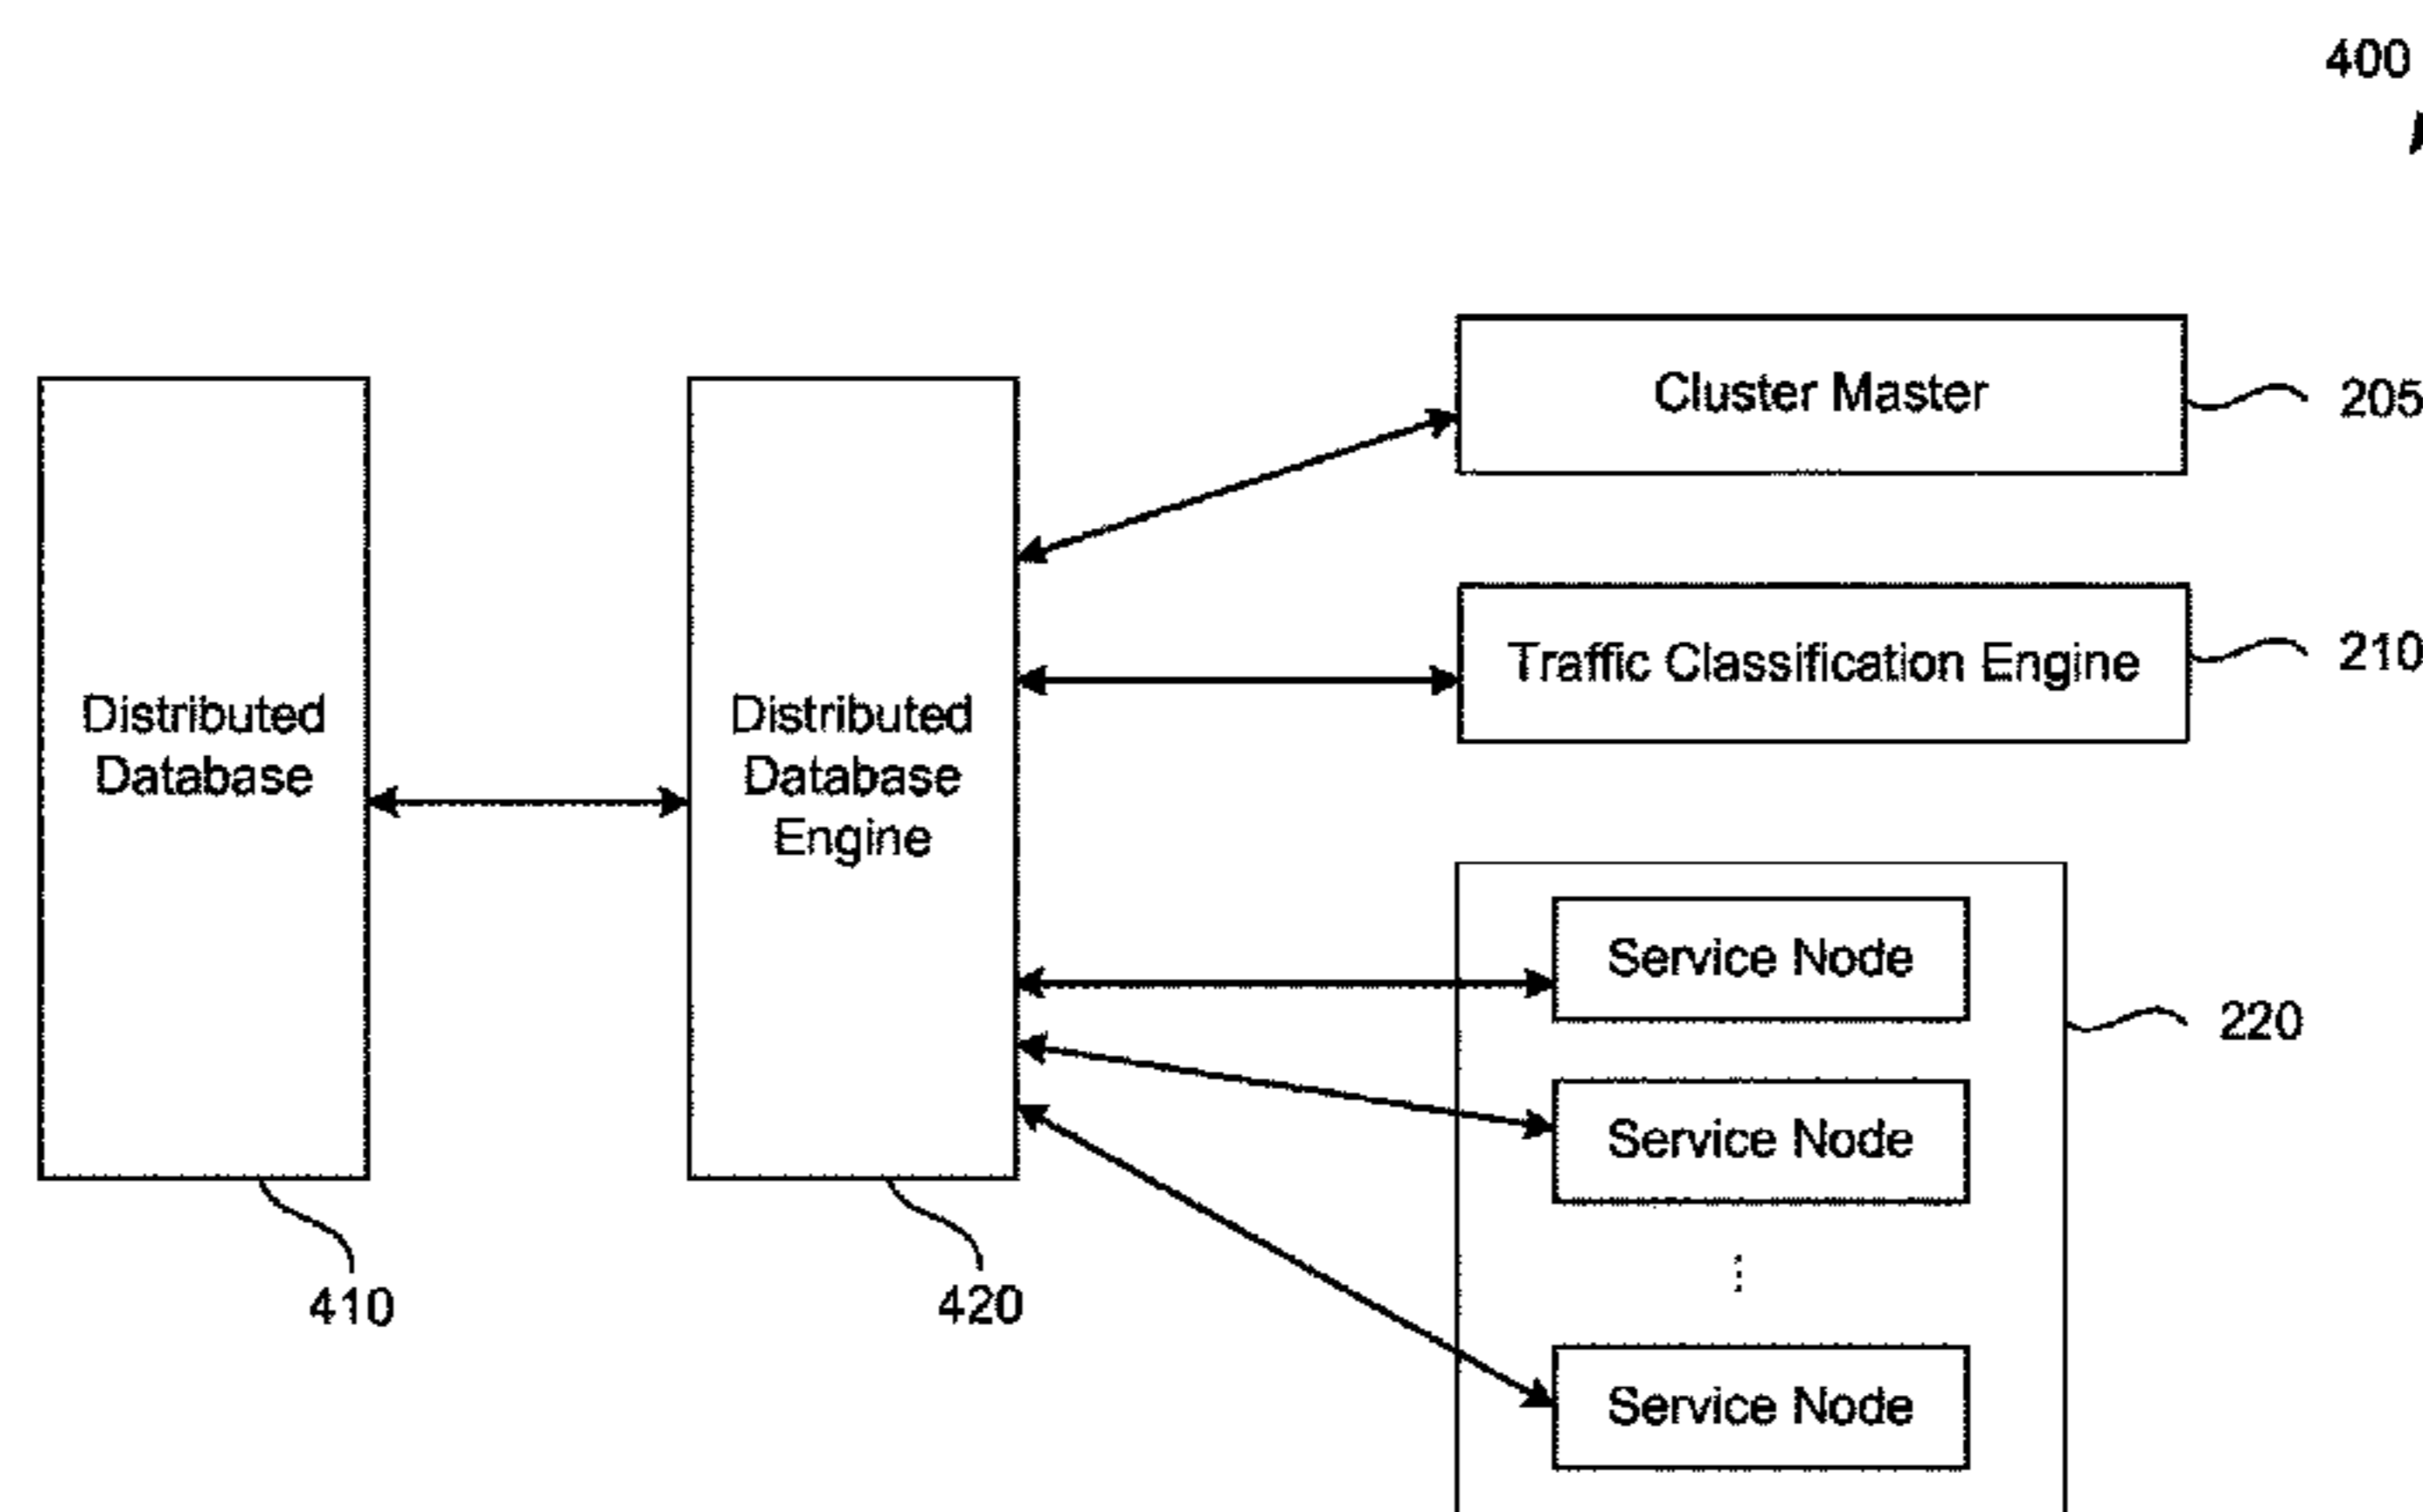 400
Cluster Master
205
Traffic Classification Engine
210
Distributed
Database
Distributed
Database
Engine
Service Node
220
Service Node
⋮
Service Node
410
420